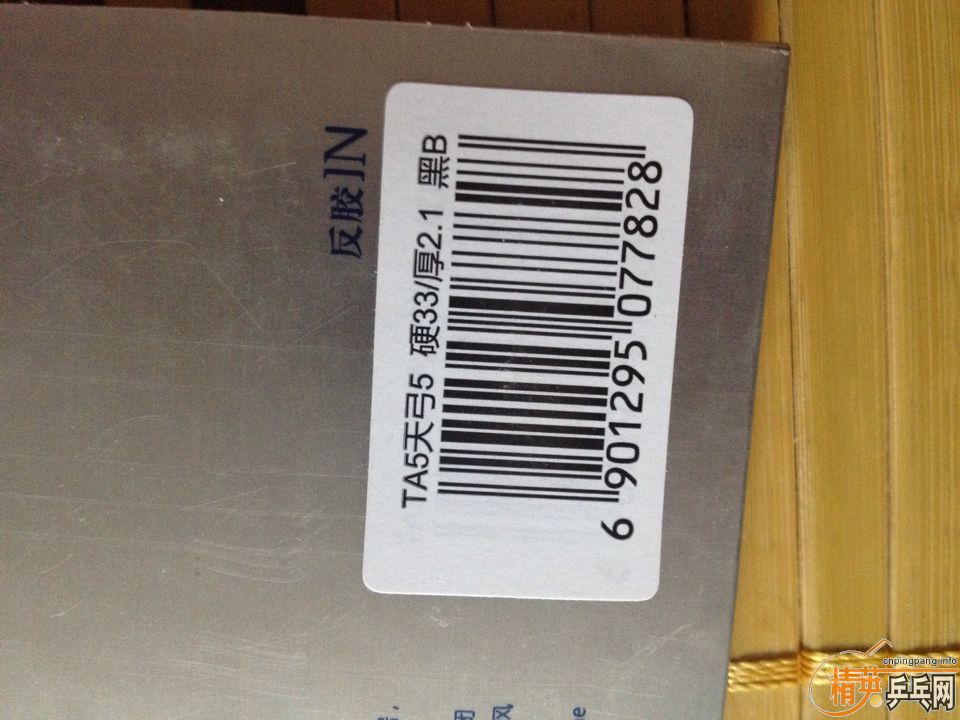 反胶IN
TA5天弓5 硬33/厚2.1 黑B
6 901295 077828
cnpingpang.info
精英乒乓网